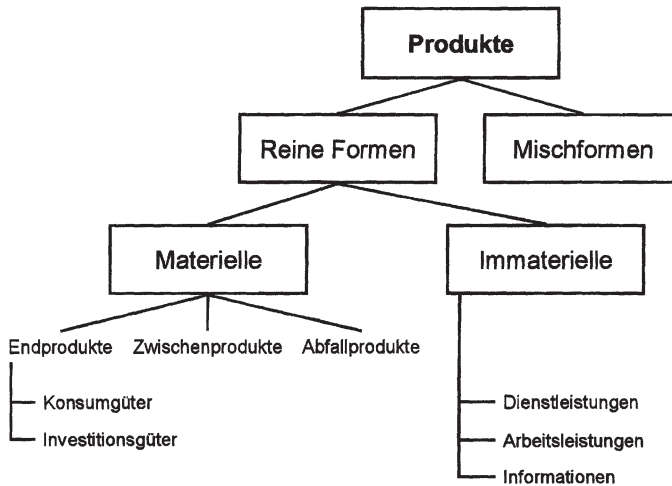 Produkte
Reine Formen
Mischformen
Materielle
Immaterielle
Endprodukte
Zwischenprodukte
Abfallprodukte
Konsumgüter
Investitionsgüter
Dienstleistungen
Arbeitsleistungen
Informationen